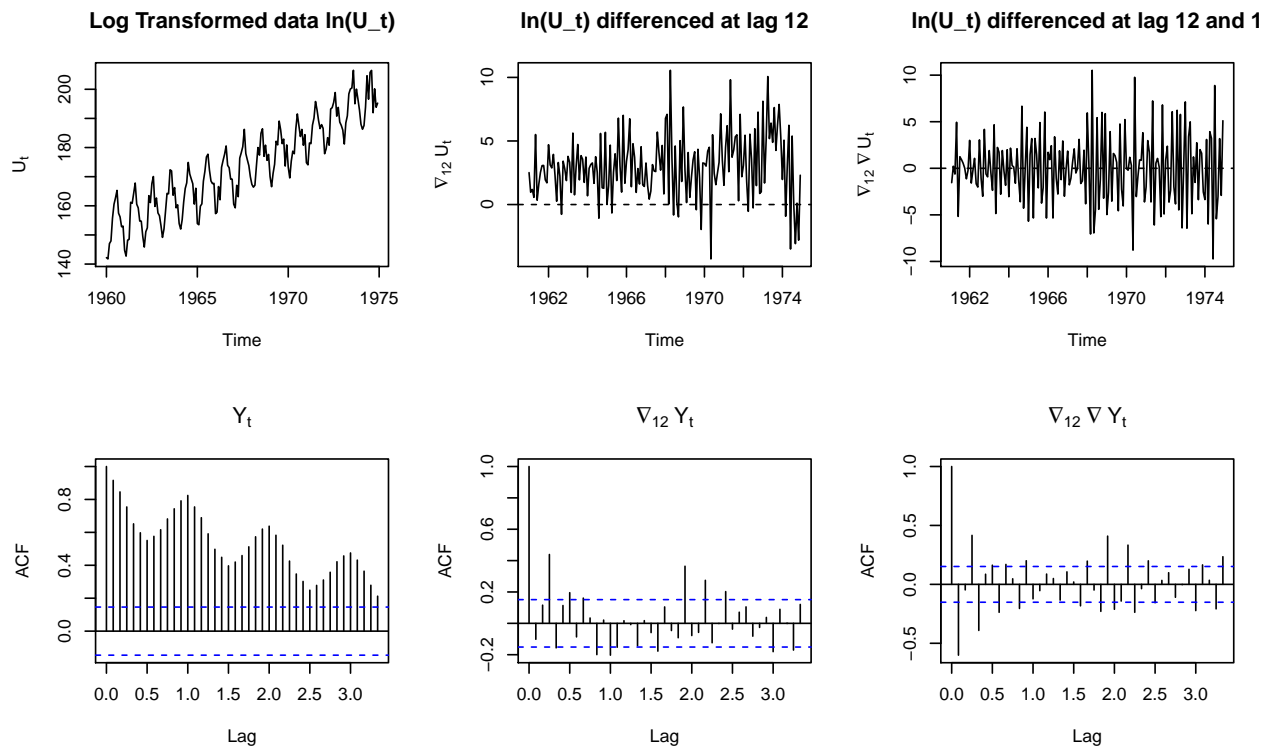 Log Transformed data ln(U_t)
U_t
200
180
160
140
1960 1965 1970 1975
Time
ln(U_t) differenced at lag 12
∇₁₂ U_t
10
5
0
1962 1966 1970 1974
Time
ln(U_t) differenced at lag 12 and 1
∇₁₂ ∇ U_t
10
5
0
−5
−10
1962 1966 1970 1974
Time
Y_t
ACF
0.8
0.4
0.0
0.0 0.5 1.0 1.5 2.0 2.5 3.0
Lag
∇₁₂ Y_t
ACF
1.0
0.6
0.2
−0.2
0.0 0.5 1.0 1.5 2.0 2.5 3.0
Lag
∇₁₂ ∇ Y_t
ACF
1.0
0.5
0.0
−0.5
0.0 0.5 1.0 1.5 2.0 2.5 3.0
Lag